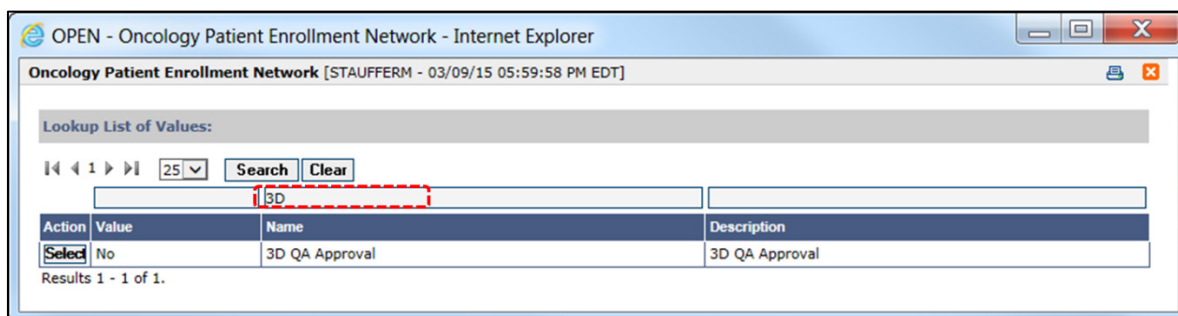 OPEN - Oncology Patient Enrollment Network - Internet Explorer
Oncology Patient Enrollment Network [STAUFFERM - 03/09/15 05:59:58 PM EDT]
Lookup List of Values:
1 25 Search Clear
3D
Action Value Name Description
Select No 3D QA Approval 3D QA Approval
Results 1 - 1 of 1.